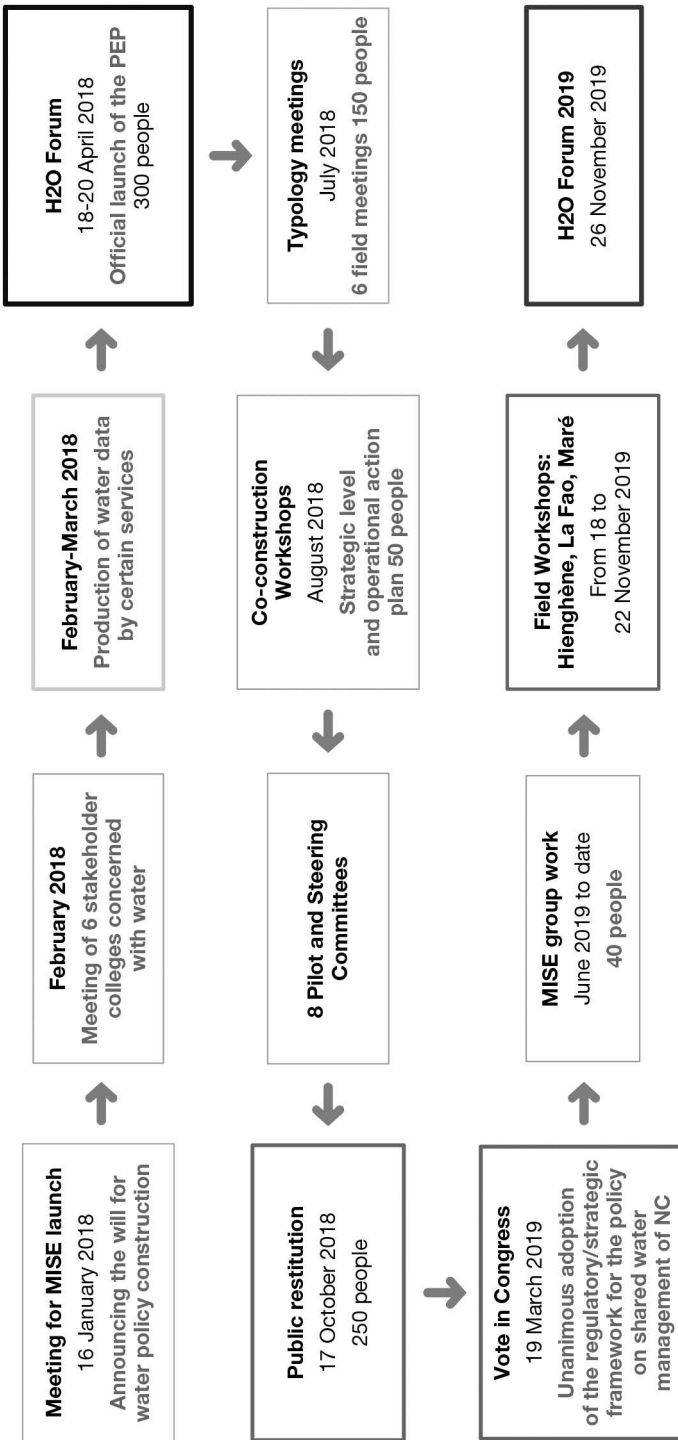 Meeting for MISE launch
16 January 2018
Announcing the will for
water policy construction
February 2018
Meeting of 6 stakeholder
colleges concerned
with water
February-March 2018
Production of water data
by certain services
H2O Forum
18-20 April 2018
Official launch of the PEP
300 people
Typology meetings
July 2018
6 field meetings 150 people
Co-construction
Workshops
August 2018
Strategic level
and operational action
plan 50 people
8 Pilot and Steering
Committees
Public restitution
17 October 2018
250 people
Vote in Congress
19 March 2019
Unanimous adoption
of the regulatory/strategic
framework for the policy
on shared water
management of NC
MISE group work
June 2019 to date
40 people
Field Workshops:
Hienghène, La Fao, Maré
From 18 to
22 November 2019
H2O Forum 2019
26 November 2019